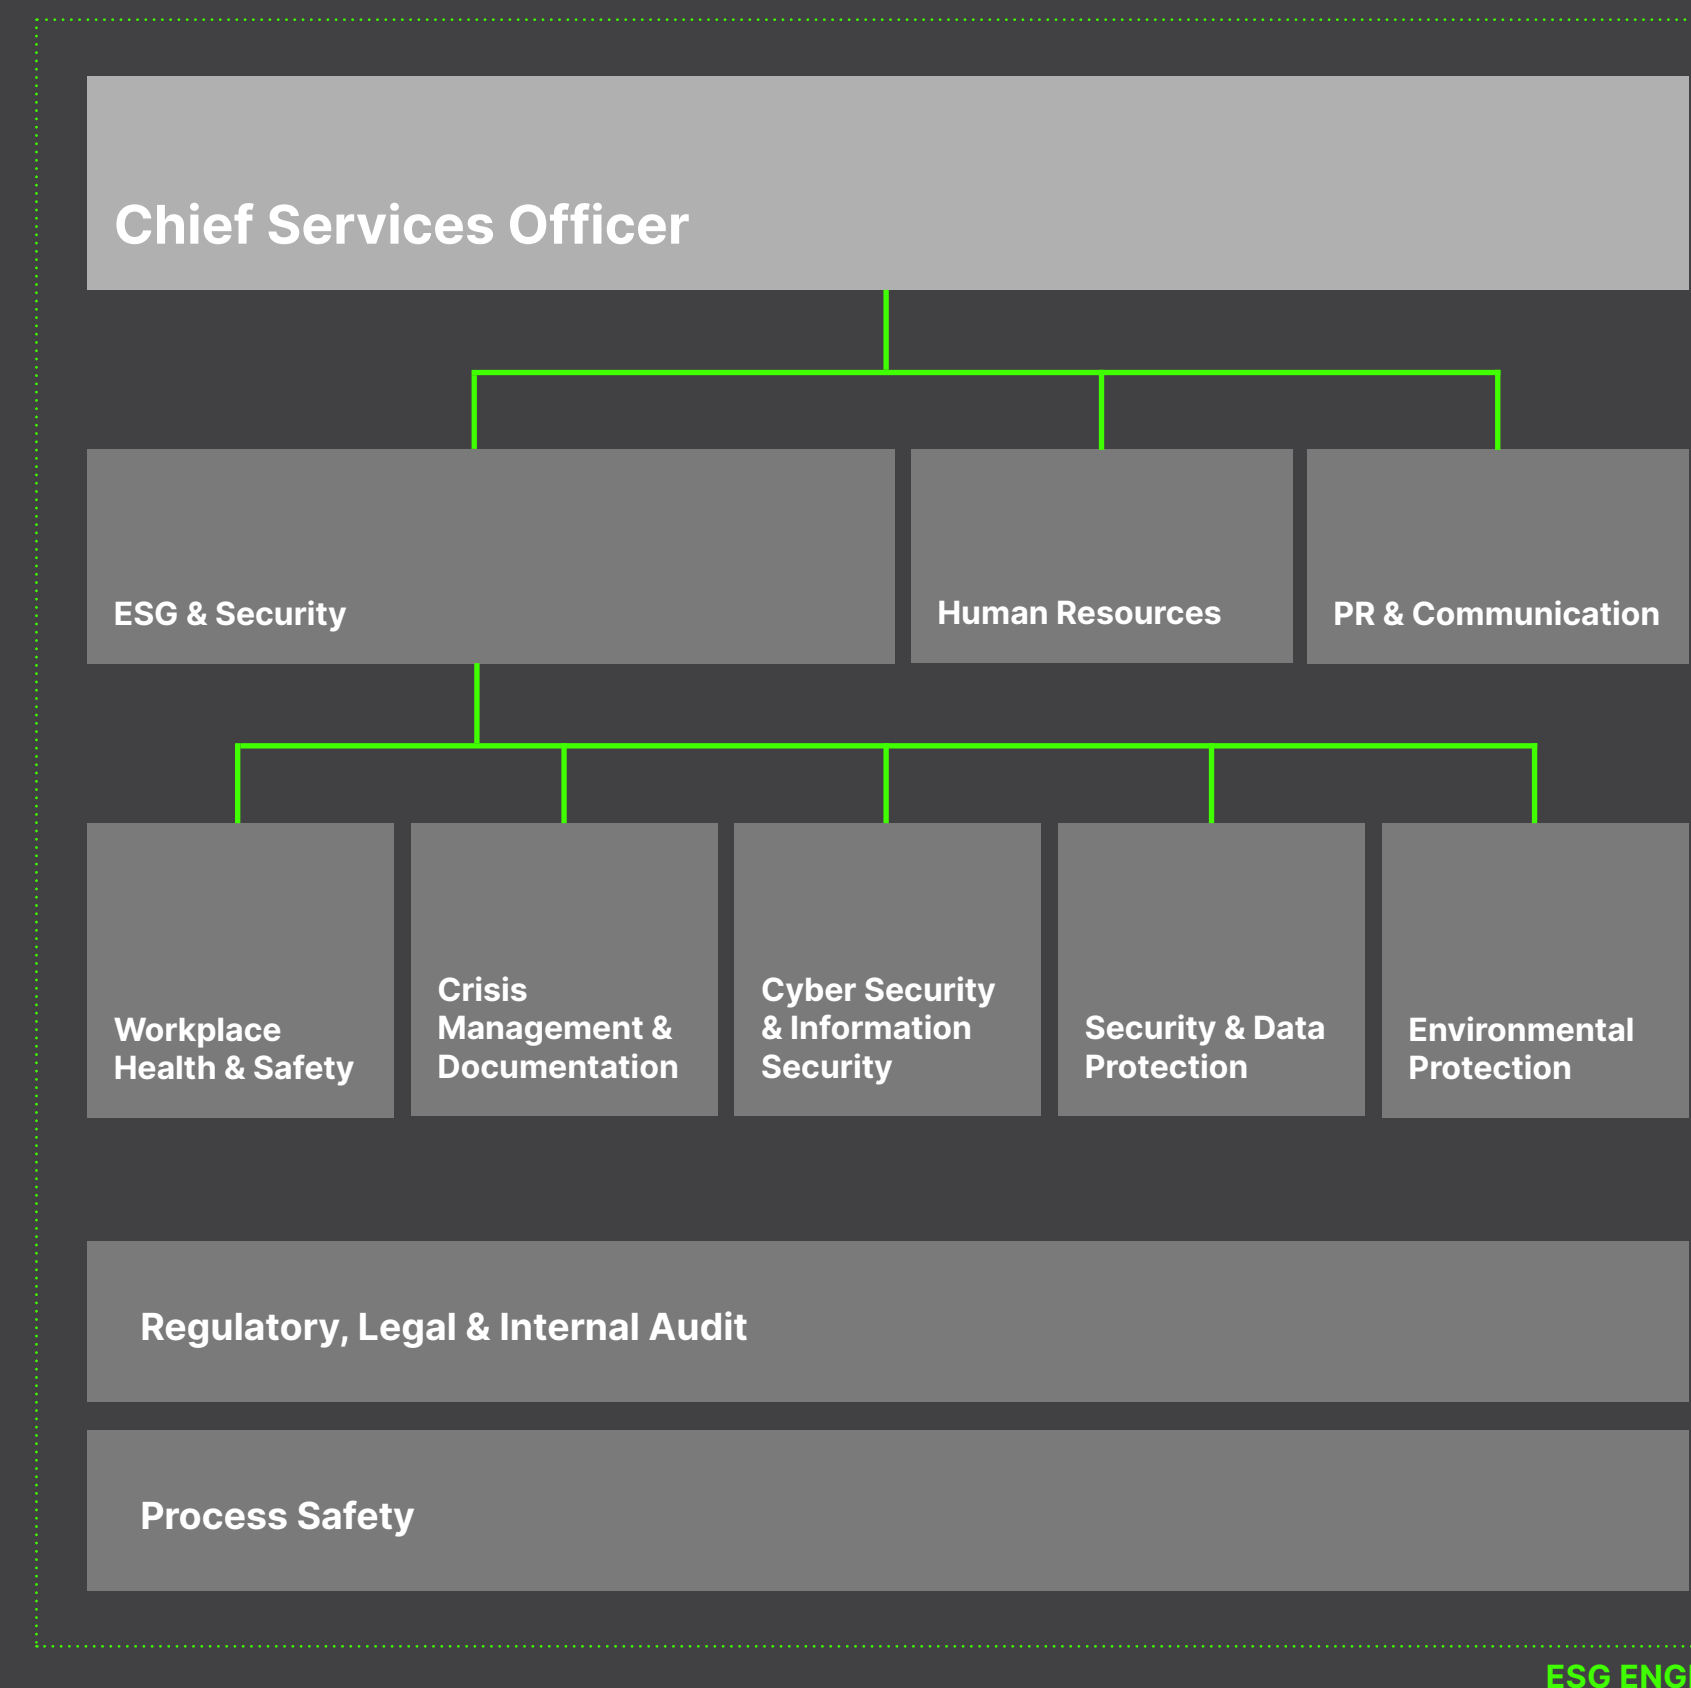 Chief Services Officer
ESG & Security
Human Resources
PR & Communication
Workplace
Health & Safety
Crisis
Management &
Documentation
Cyber Security
& Information
Security
Security & Data
Protection
Environmental
Protection
Regulatory, Legal & Internal Audit
Process Safety
ESG